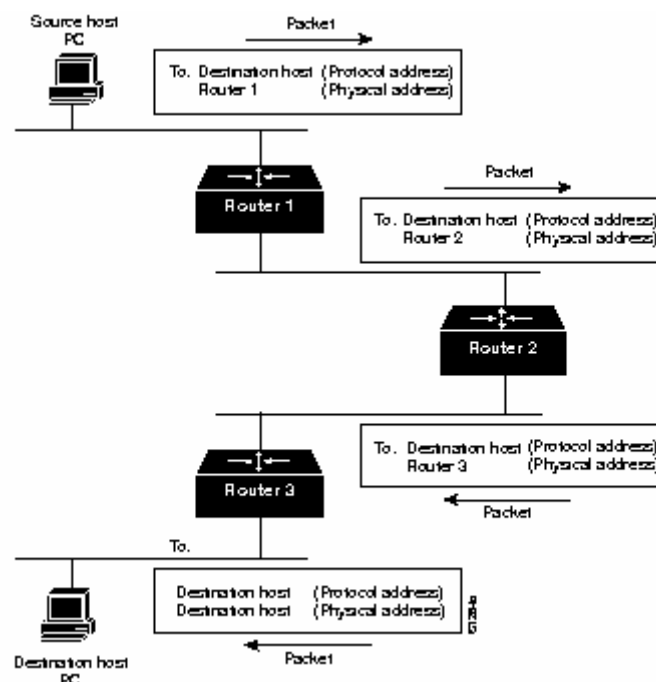 Source host
PC
Packet
To. Destination host (Protocol address)
Router 1 (Physical address)
Router 1
Packet
To. Destination host (Protocol address)
Router 2 (Physical address)
Router 2
To. Destination host (Protocol address)
Router 3 (Physical address)
Packet
Router 3
To.
Destination host (Protocol address)
Destination host (Physical address)
Packet
Destination host
PC